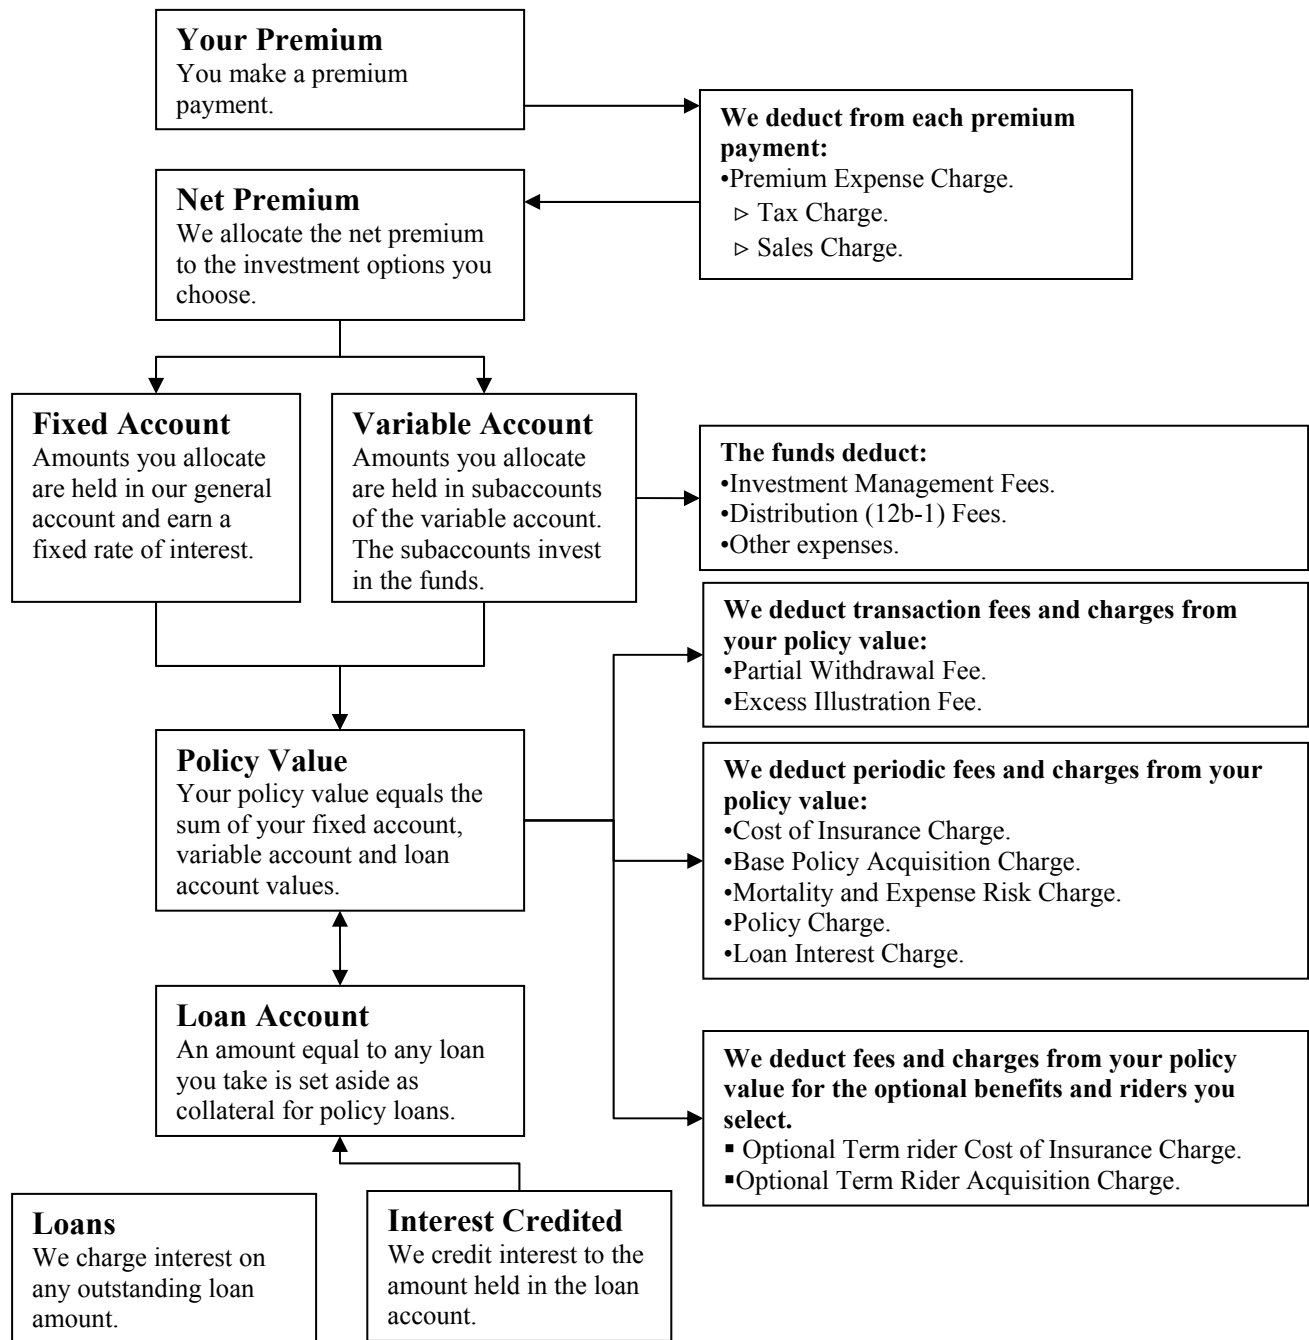 Your Premium
You make a premium
payment.
We deduct from each premium
payment:
•Premium Expense Charge.
▹ Tax Charge.
▹ Sales Charge.
Net Premium
We allocate the net premium
to the investment options you
choose.
Fixed Account
Amounts you allocate
are held in our general
account and earn a
fixed rate of interest.
Variable Account
Amounts you allocate
are held in subaccounts
of the variable account.
The subaccounts invest
in the funds.
The funds deduct:
•Investment Management Fees.
•Distribution (12b-1) Fees.
•Other expenses.
We deduct transaction fees and charges from
your policy value:
•Partial Withdrawal Fee.
•Excess Illustration Fee.
Policy Value
Your policy value equals the
sum of your fixed account,
variable account and loan
account values.
We deduct periodic fees and charges from your
policy value:
•Cost of Insurance Charge.
•Base Policy Acquisition Charge.
•Mortality and Expense Risk Charge.
•Policy Charge.
•Loan Interest Charge.
Loan Account
An amount equal to any loan
you take is set aside as
collateral for policy loans.
We deduct fees and charges from your policy
value for the optional benefits and riders you
select.
▪ Optional Term rider Cost of Insurance Charge.
▪Optional Term Rider Acquisition Charge.
Loans
We charge interest on
any outstanding loan
amount.
Interest Credited
We credit interest to the
amount held in the loan
account.